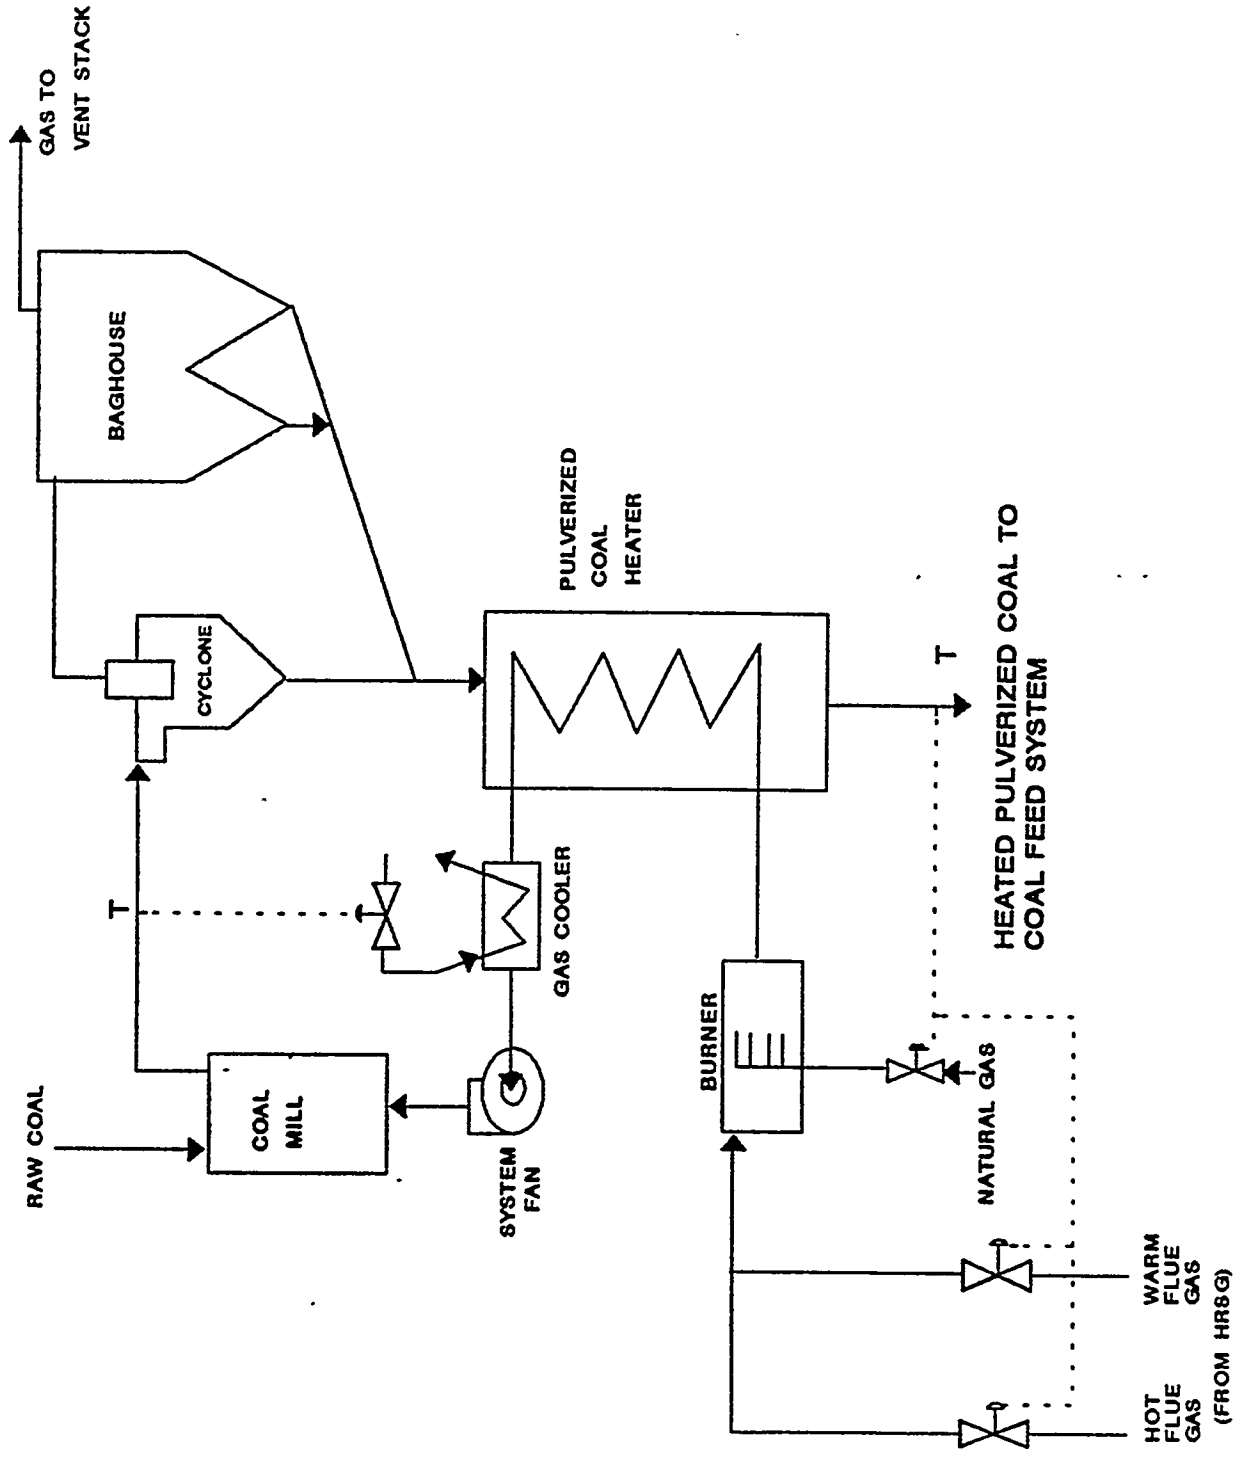 GAS TO
VENT STACK
BAGHOUSE
CYCLONE
PULVERIZED
COAL
HEATER
T
RAW COAL
COAL
MILL
SYSTEM
FAN
GAS COOLER
BURNER
NATURAL GAS
T
HEATED PULVERIZED COAL TO
COAL FEED SYSTEM
HOT
FLUE
GAS
WARM
FLUE
GAS
(FROM HRSG)